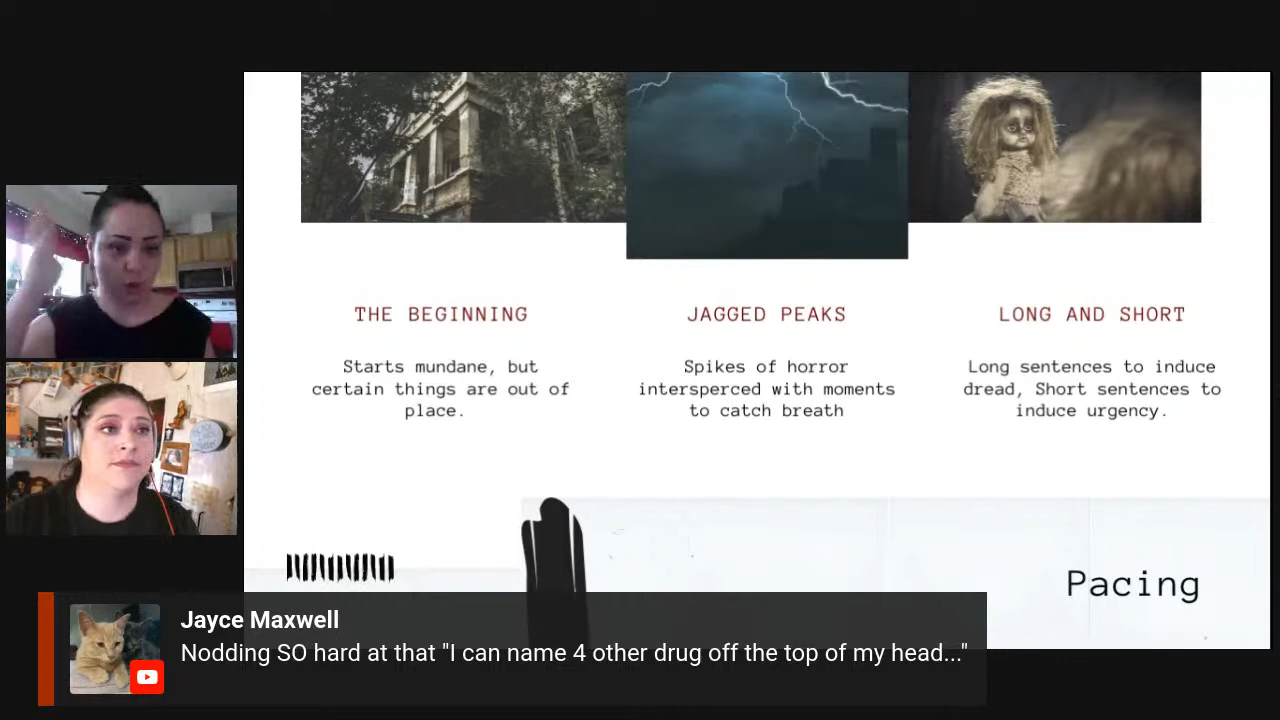 THE BEGINNING
Starts mundane, but
certain things are out of
place.
JAGGED PEAKS
Spikes of horror
intersperced with moments
to catch breath
LONG AND SHORT
Long sentences to induce
dread, Short sentences to
induce urgency.
Pacing
Jayce Maxwell
Nodding SO hard at that "I can name 4 other drug off the top of my head..."